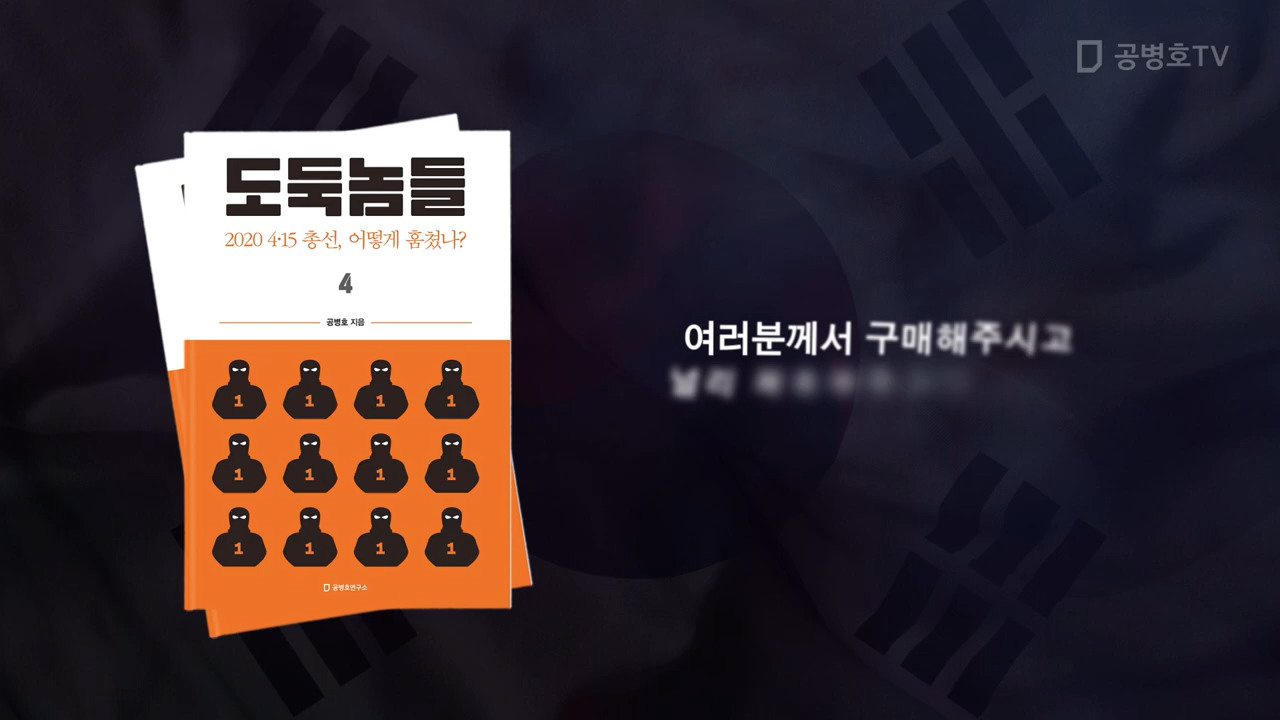 공병호TV
도둑놈들
2020 4·15 총선, 어떻게 훔쳤나?
4
공병호 지음
1 1 1 1
1 1 1 1
1 1 1 1
공병호연구소
여러분께서 구매해주시고
널리